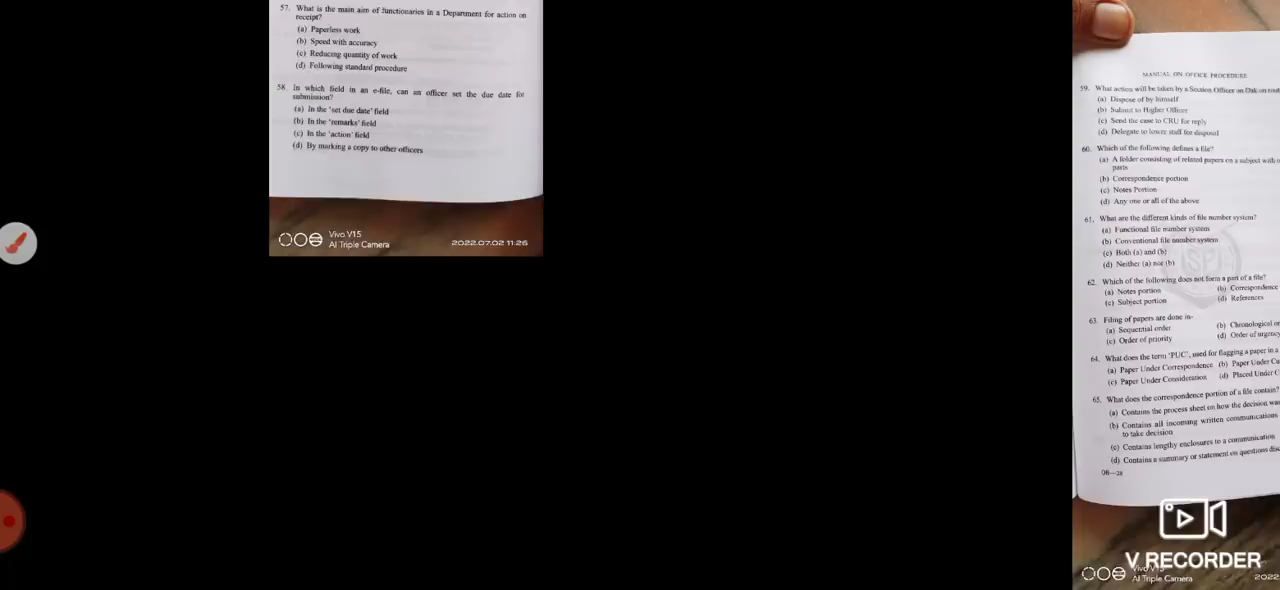 57. What is the main aim of functionaries in a Department for action on
receipt?
(a) Paperless work
(b) Speed with accuracy
(c) Reducing quantity of work
(d) Following standard procedure
58. In which field in an e-file, can an officer set the due date for
submission?
(a) In the 'set due date' field
(b) In the 'remarks' field
(c) In the 'action' field
(d) By marking a copy to other officers
Vivo V15
AI Triple Camera
2022.07.02 11:26
MANUAL ON OFFICE PROCEDURE
59. What action will be taken by a Section Officer on Dak on
(a) Dispose of by himself
(b) Submit to Higher Officer
(c) Send the case to CRU for reply
(d) Delegate to lower staff for disposal
60. Which of the following defines a file?
(a) A folder consisting of related papers on a subject with
parts
(b) Correspondence portion
(c) Notes Portion
(d) Any one or all of the above
61. What are the different kinds of file number system?
(a) Functional file number system
(b) Conventional file number system
(c) Both (a) and (b)
(d) Neither (a) nor (b)
SPL
62. Which of the following does not form a part of a file?
(a) Notes portion (b) Correspondence
(c) Subject portion (d) References
63. Filing of papers are done in-
(a) Sequential order (b) Chronological
(c) Order of priority (d) Order of urgency
64. What does the term 'PUC', used for flagging a paper in a
(a) Paper Under Correspondence (b) Paper Under
(c) Paper Under Consideration (d) Placed Under
65. What does the correspondence portion of a file contain?
(a) Contains the process sheet on how the decision
(b) Contains all incoming written communications
to take decision
(c) Contains lengthy enclosures to a communication
(d) Contains a summary or statement on questions
OB—28
V RECORDER
Vivo V15
AI Triple Camera
2022